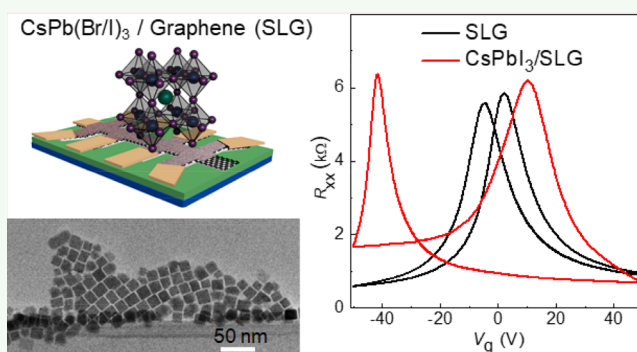 CsPb(Br/I)₃ / Graphene (SLG)
50 nm
SLG
CsPbI₃/SLG
8
6
4
2
0
Rxx (kΩ)
-40 -20 0 20 40
Vg (V)